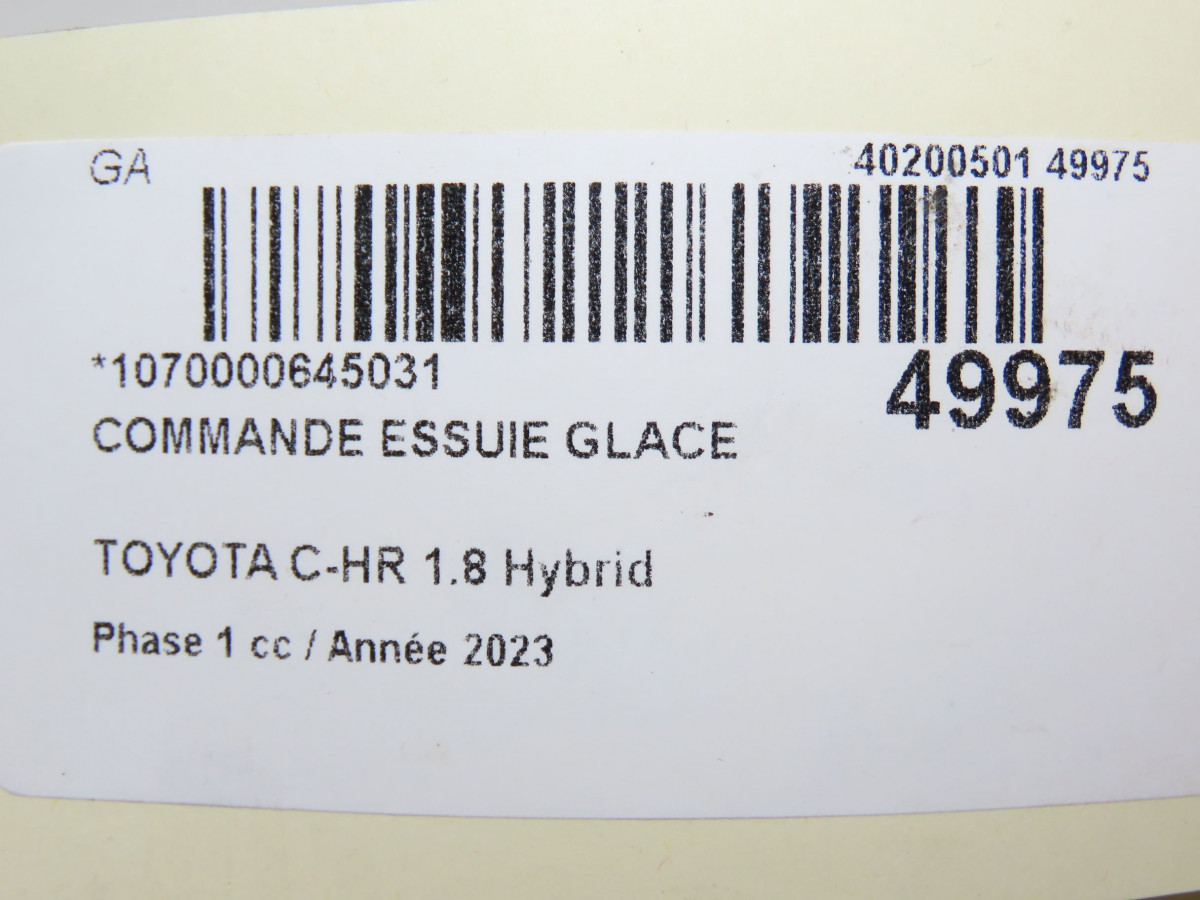 GA 40200501 49975
*1070000645031 49975
COMMANDE ESSUIE GLACE
TOYOTA C-HR 1.8 Hybrid
Phase 1 cc / Année 2023